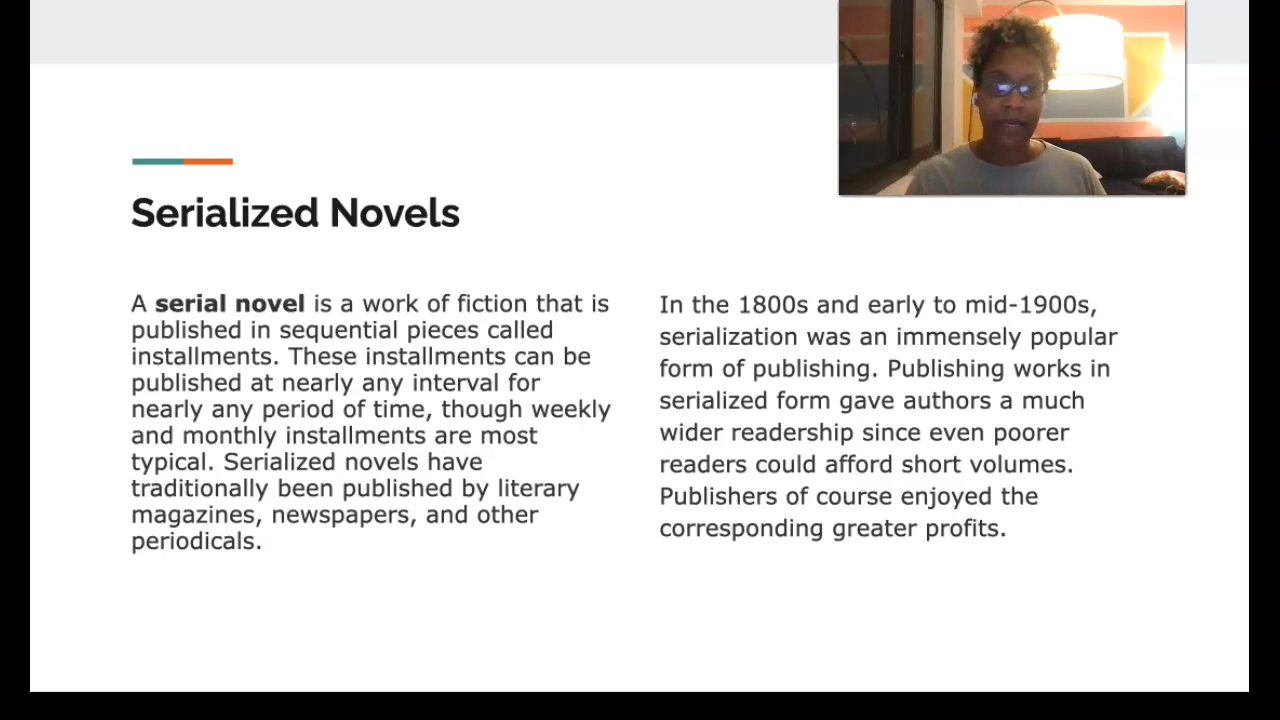 Serialized Novels
A serial novel is a work of fiction that is
published in sequential pieces called
installments. These installments can be
published at nearly any interval for
nearly any period of time, though weekly
and monthly installments are most
typical. Serialized novels have
traditionally been published by literary
magazines, newspapers, and other
periodicals.
In the 1800s and early to mid-1900s,
serialization was an immensely popular
form of publishing. Publishing works in
serialized form gave authors a much
wider readership since even poorer
readers could afford short volumes.
Publishers of course enjoyed the
corresponding greater profits.